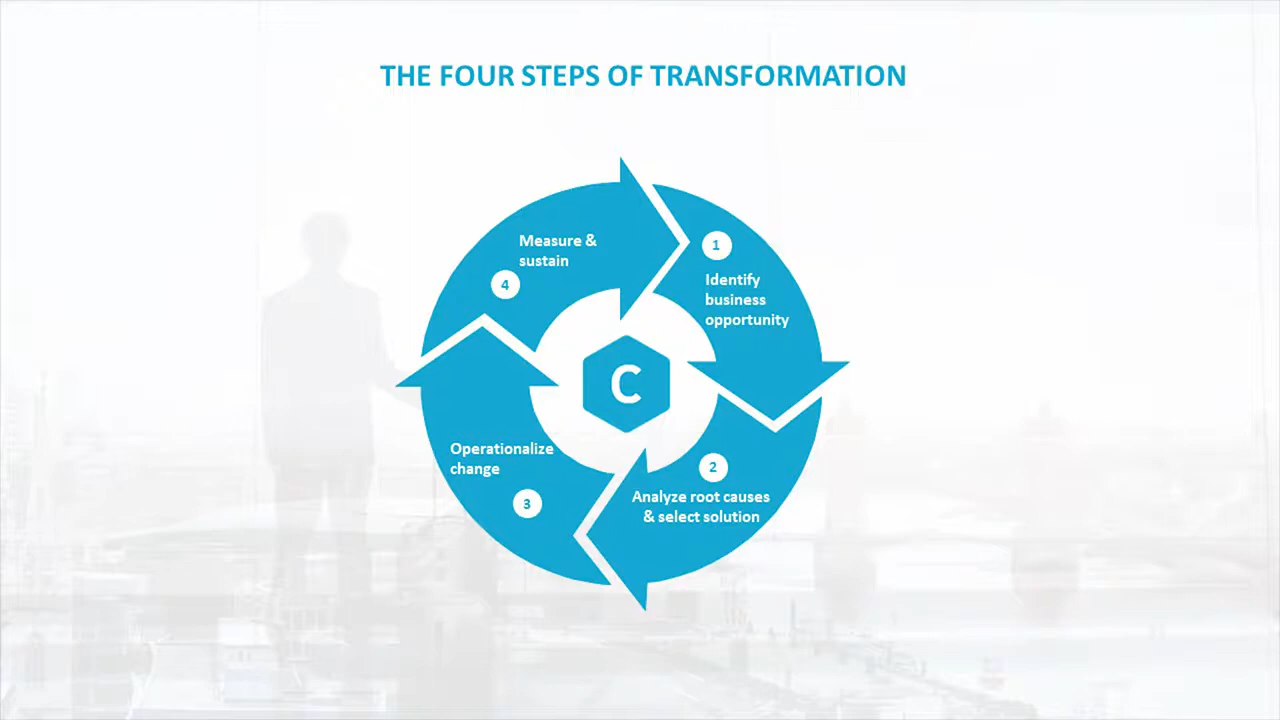 THE FOUR STEPS OF TRANSFORMATION
1
Identify
business
opportunity
2
Analyze root causes
& select solution
Operationalize
change
3
Measure &
sustain
4
C